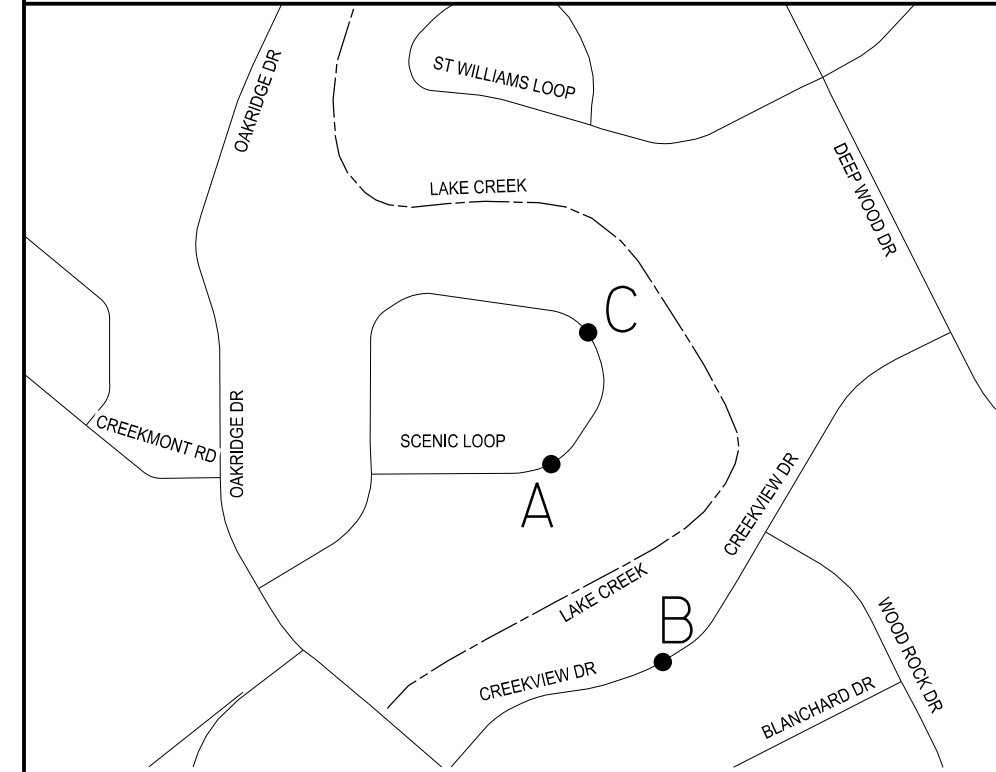 OAKRIDGE DR
ST WILLIAMS LOOP
DEEP WOOD DR
LAKE CREEK
C
CREEKMONT RD
OAKRIDGE DR
SCENIC LOOP
A
CREEKVIEW DR
LAKE CREEK
B
CREEKVIEW DR
WOOD ROCK DR
BLANCHARD DR